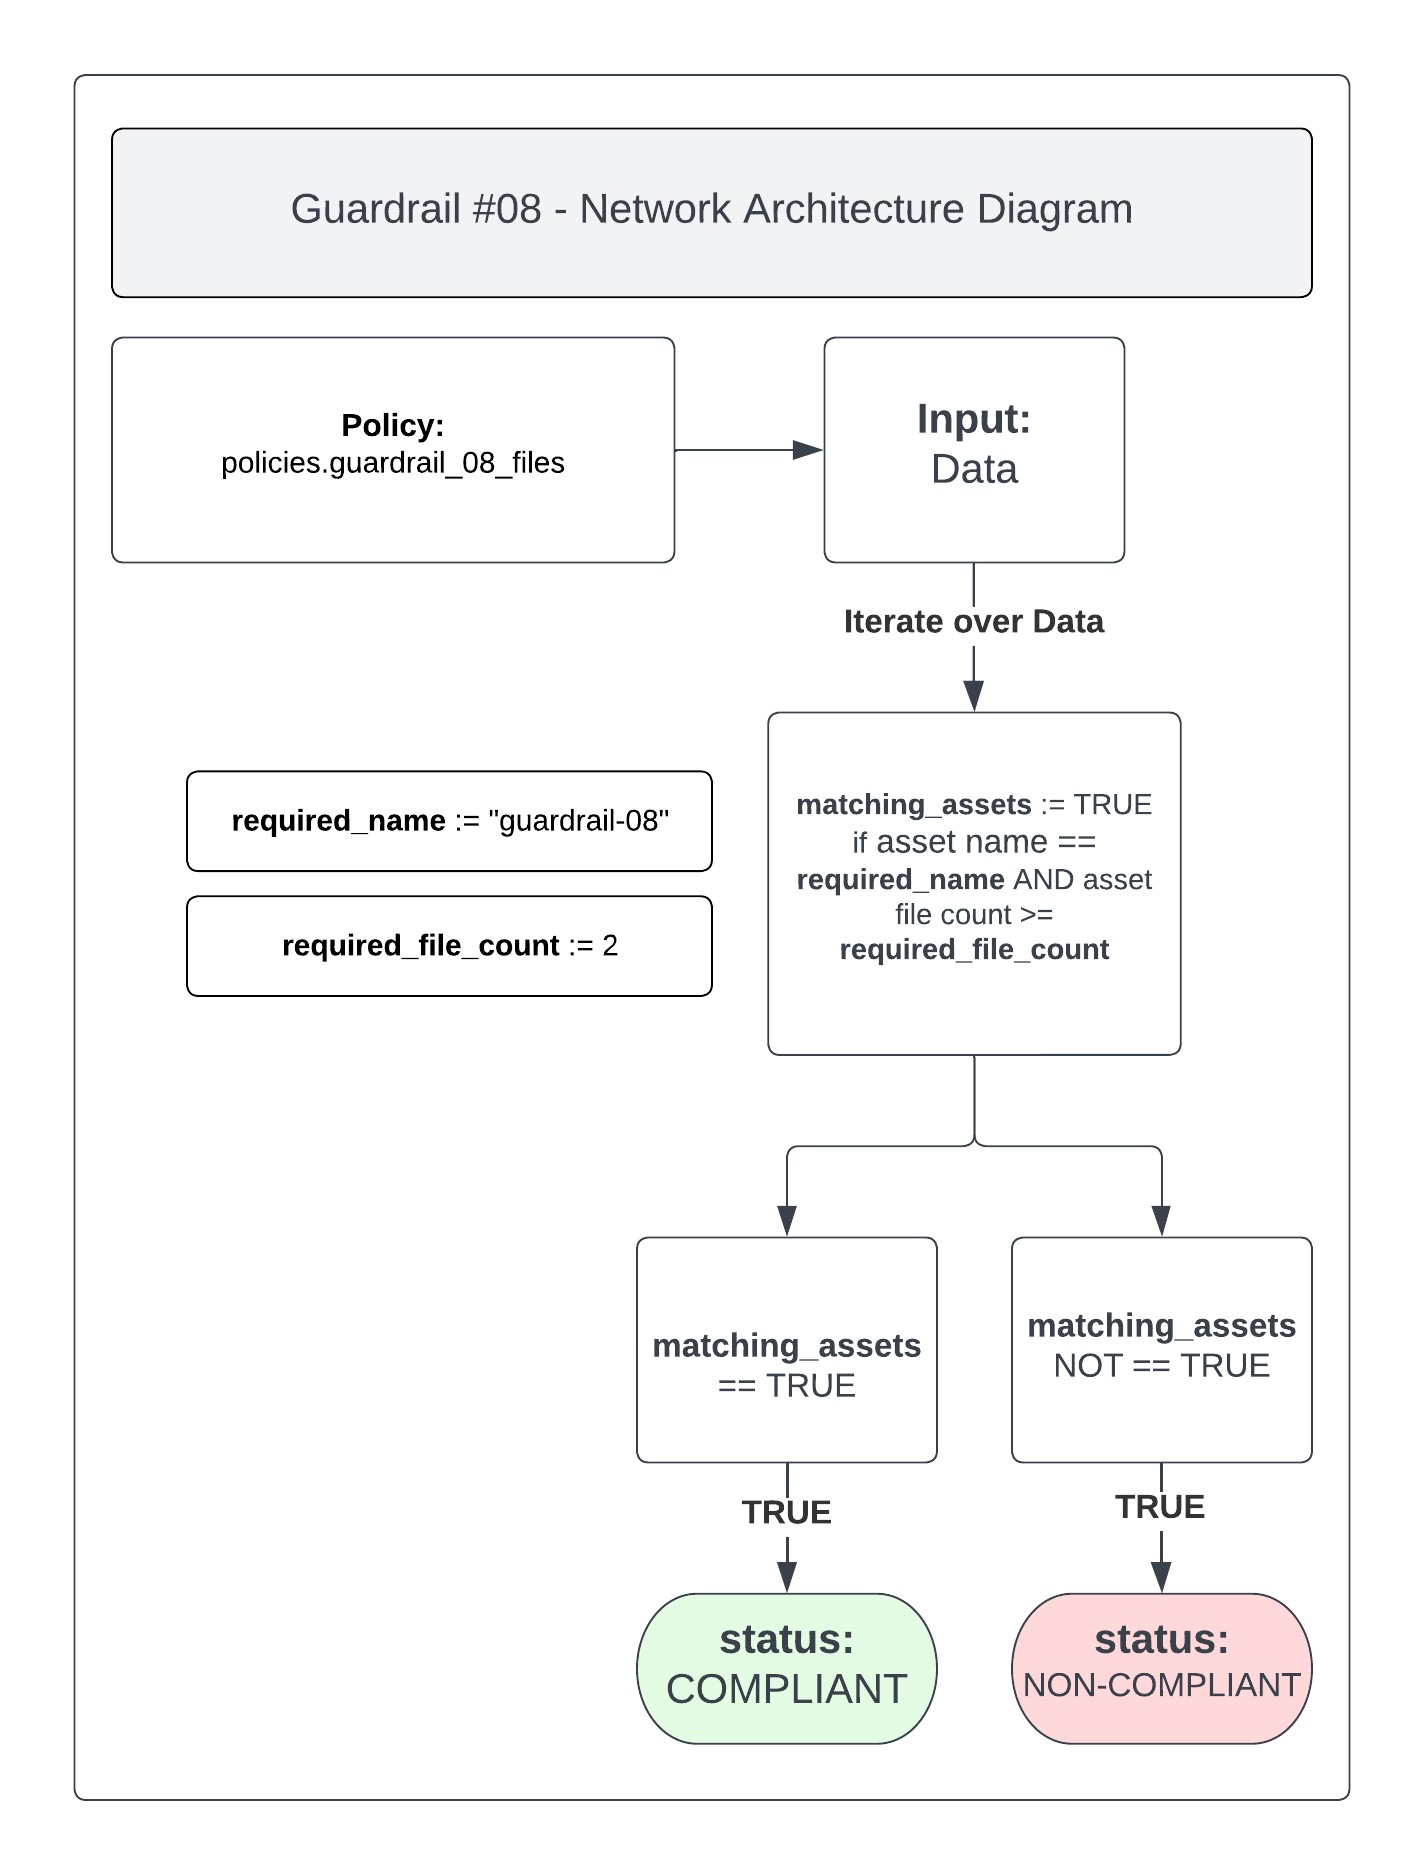 Guardrail #08 - Network Architecture Diagram
Policy:
policies.guardrail_08_files
Input:
Data
Iterate over Data
required_name := "guardrail-08"
required_file_count := 2
matching_assets := TRUE
if asset name ==
required_name AND asset
file count >=
required_file_count
matching_assets
== TRUE
matching_assets
NOT == TRUE
TRUE
TRUE
status:
COMPLIANT
status:
NON-COMPLIANT